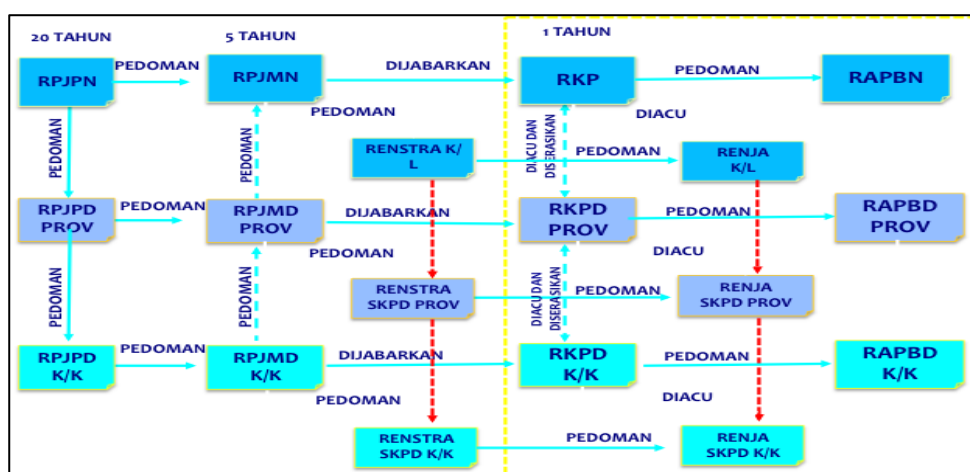 20 TAHUN
5 TAHUN
1 TAHUN
RPJPN
PEDOMAN
RPJMN
DIJABARKAN
RKP
PEDOMAN
RAPBN
PEDOMAN
PEDOMAN
PEDOMAN
DIACU DAN
DISERASIKAN
DIACU
RENSTRA K/
L
PEDOMAN
RENJA
K/L
RPJPD
PROV
PEDOMAN
RPJMD
PROV
DIJABARKAN
RKPD
PROV
PEDOMAN
RAPBD
PROV
PEDOMAN
PEDOMAN
PEDOMAN
DIACU DAN
DISERASIKAN
DIACU
RENSTRA
SKPD PROV
PEDOMAN
RENJA
SKPD PROV
RPJPD
K/K
PEDOMAN
RPJMD
K/K
DIJABARKAN
RKPD
K/K
PEDOMAN
RAPBD
K/K
PEDOMAN
DIACU
RENSTRA
SKPD K/K
PEDOMAN
RENJA
SKPD K/K